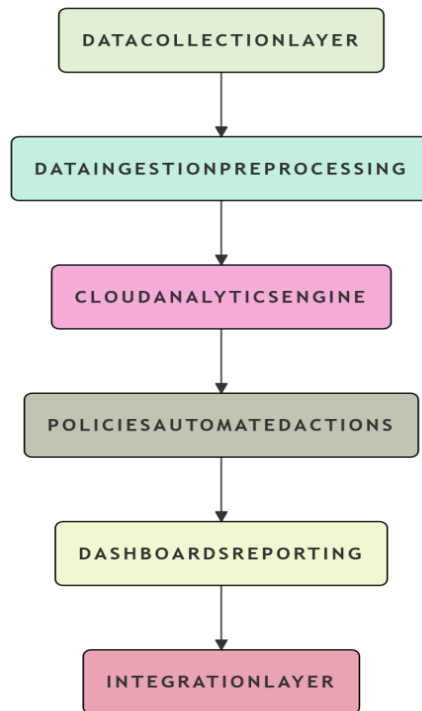 DATACOLLECTIONLAYER
DATAINGESTIONPREPROCESSING
CLOUDANALYTICSENGINE
POLICIESAUTOMATEDACTIONS
DASHBOARDSREPORTING
INTEGRATIONLAYER